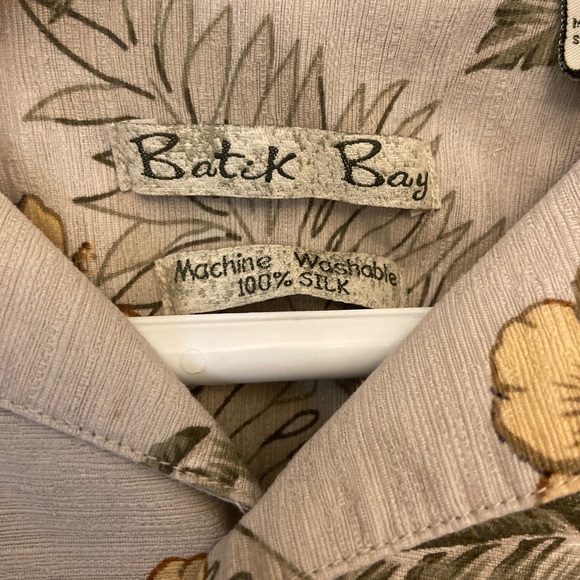 Batik Bay
Machine Washable
100% SILK